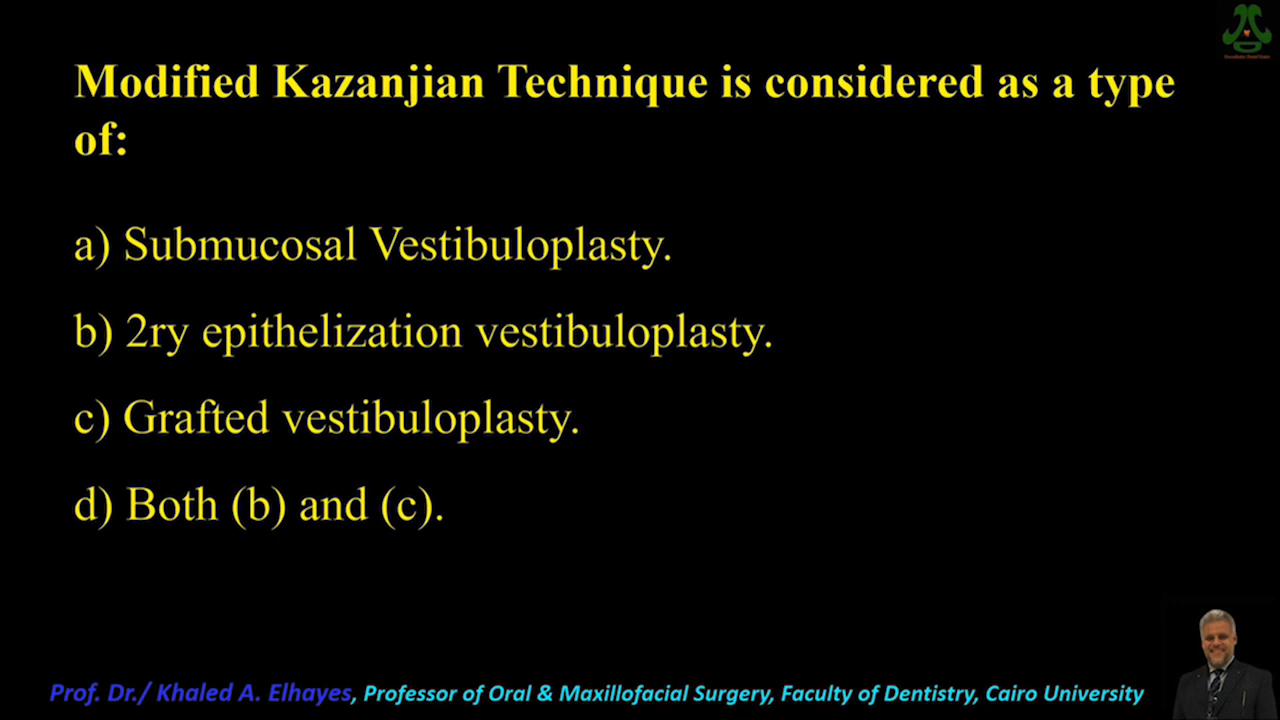 Modified Kazanjian Technique is considered as a type
of:
a) Submucosal Vestibuloplasty.
b) 2ry epithelization vestibuloplasty.
c) Grafted vestibuloplasty.
d) Both (b) and (c).
Prof. Dr./ Khaled A. Elhayes, Professor of Oral & Maxillofacial Surgery, Faculty of Dentistry, Cairo University